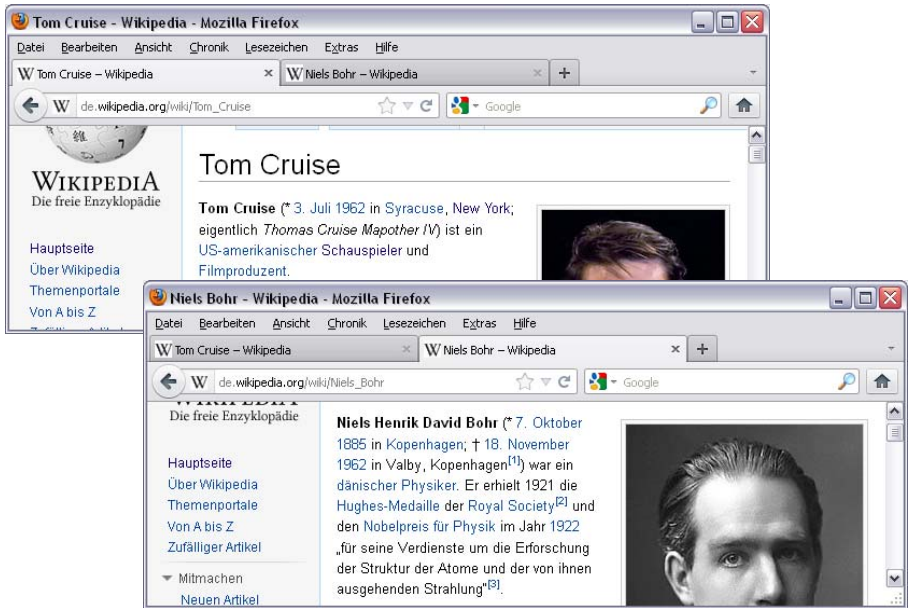 Tom Cruise - Wikipedia - Mozilla Firefox
Datei Bearbeiten Ansicht Chronik Lesezeichen Extras Hilfe
W Tom Cruise – Wikipedia × W Niels Bohr – Wikipedia × +
W de.wikipedia.org/wiki/Tom_Cruise Google
WIKIPEDIA
Die freie Enzyklopädie
Hauptseite
Über Wikipedia
Themenportale
Von A bis Z
Tom Cruise
Tom Cruise (* 3. Juli 1962 in Syracuse, New York;
eigentlich Thomas Cruise Mapother IV) ist ein
US-amerikanischer Schauspieler und
Filmproduzent.
Niels Bohr - Wikipedia - Mozilla Firefox
Datei Bearbeiten Ansicht Chronik Lesezeichen Extras Hilfe
W Tom Cruise – Wikipedia × W Niels Bohr – Wikipedia × +
W de.wikipedia.org/wiki/Niels_Bohr Google
Die freie Enzyklopädie
Hauptseite
Über Wikipedia
Themenportale
Von A bis Z
Zufälliger Artikel
Mitmachen
Neuen Artikel
Niels Henrik David Bohr (* 7. Oktober
1885 in Kopenhagen; † 18. November
1962 in Valby, Kopenhagen[1]) war ein
dänischer Physiker. Er erhielt 1921 die
Hughes-Medaille der Royal Society[2] und
den Nobelpreis für Physik im Jahr 1922
„für seine Verdienste um die Erforschung
der Struktur der Atome und der von ihnen
ausgehenden Strahlung“[3].